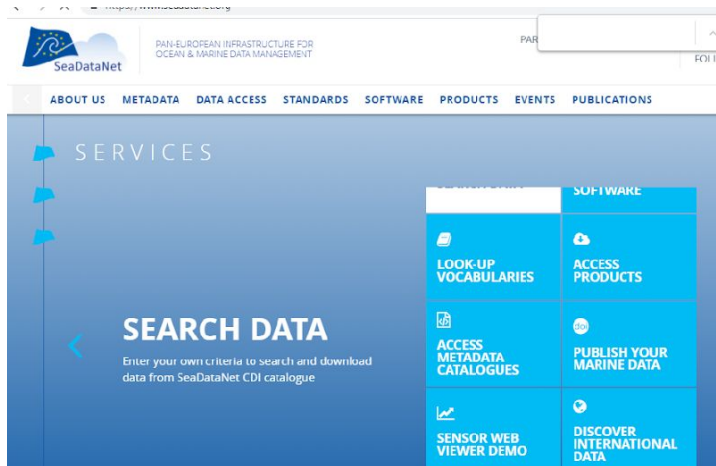 SeaDataNet
PAN-EUROPEAN INFRASTRUCTURE FOR
OCEAN & MARINE DATA MANAGEMENT
PAR
ABOUT US METADATA DATA ACCESS STANDARDS SOFTWARE PRODUCTS EVENTS PUBLICATIONS
SERVICES
SOFTWARE
LOOK-UP
VOCABULARIES
ACCESS
PRODUCTS
SEARCH DATA
Enter your own criteria to search and download
data from SeaDataNet CDI catalogue
ACCESS
METADATA
CATALOGUES
doi
PUBLISH YOUR
MARINE DATA
SENSOR WEB
VIEWER DEMO
DISCOVER
INTERNATIONAL
DATA